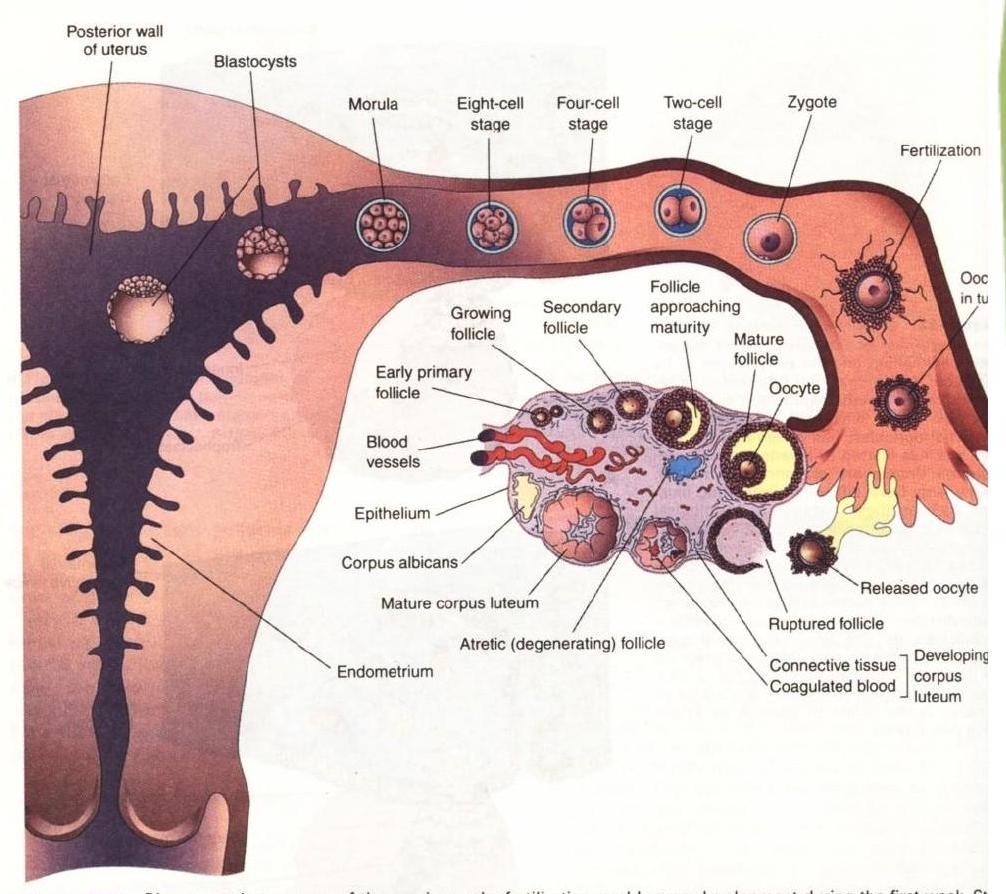 Posterior wall
of uterus
Blastocysts
Morula
Eight-cell
stage
Four-cell
stage
Two-cell
stage
Zygote
Fertilization
Ooc
in tu
Growing
follicle
Secondary
follicle
Follicle
approaching
maturity
Mature
follicle
Oocyte
Early primary
follicle
Blood
vessels
Epithelium
Corpus albicans
Mature corpus luteum
Atretic (degenerating) follicle
Endometrium
Released oocyte
Ruptured follicle
Connective tissue
Coagulated blood
Developing
corpus
luteum